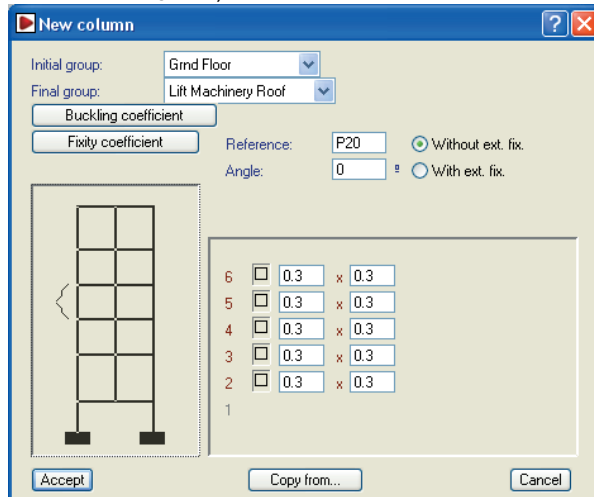 New column
Initial group: Grnd Floor
Final group: Lift Machinery Roof
Buckling coefficient
Fixity coefficient
Reference: P20 Without ext. fix.
Angle: 0 º With ext. fix.
6 0.3 x 0.3
5 0.3 x 0.3
4 0.3 x 0.3
3 0.3 x 0.3
2 0.3 x 0.3
1
Accept Copy from... Cancel